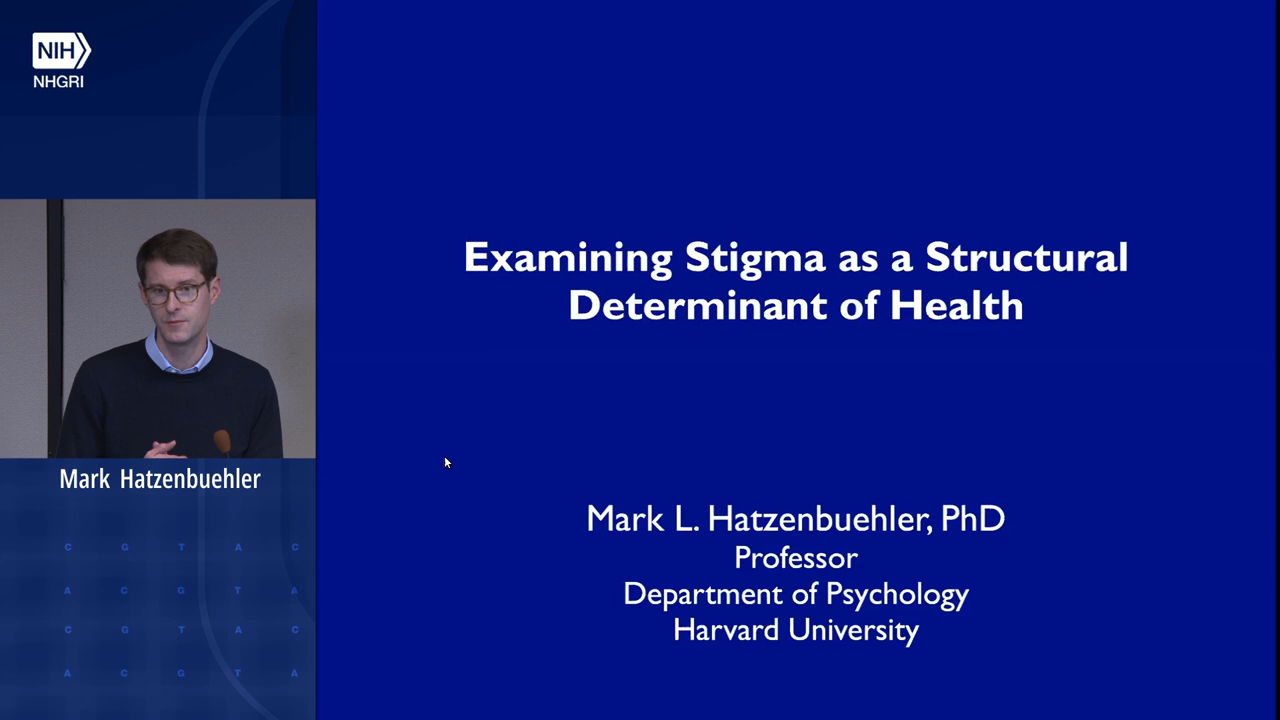 NIH
NHGRI
Examining Stigma as a Structural
Determinant of Health
Mark Hatzenbuehler
Mark L. Hatzenbuehler, PhD
Professor
Department of Psychology
Harvard University
C G T A C
A C G T A
C G T A C
A C G T A